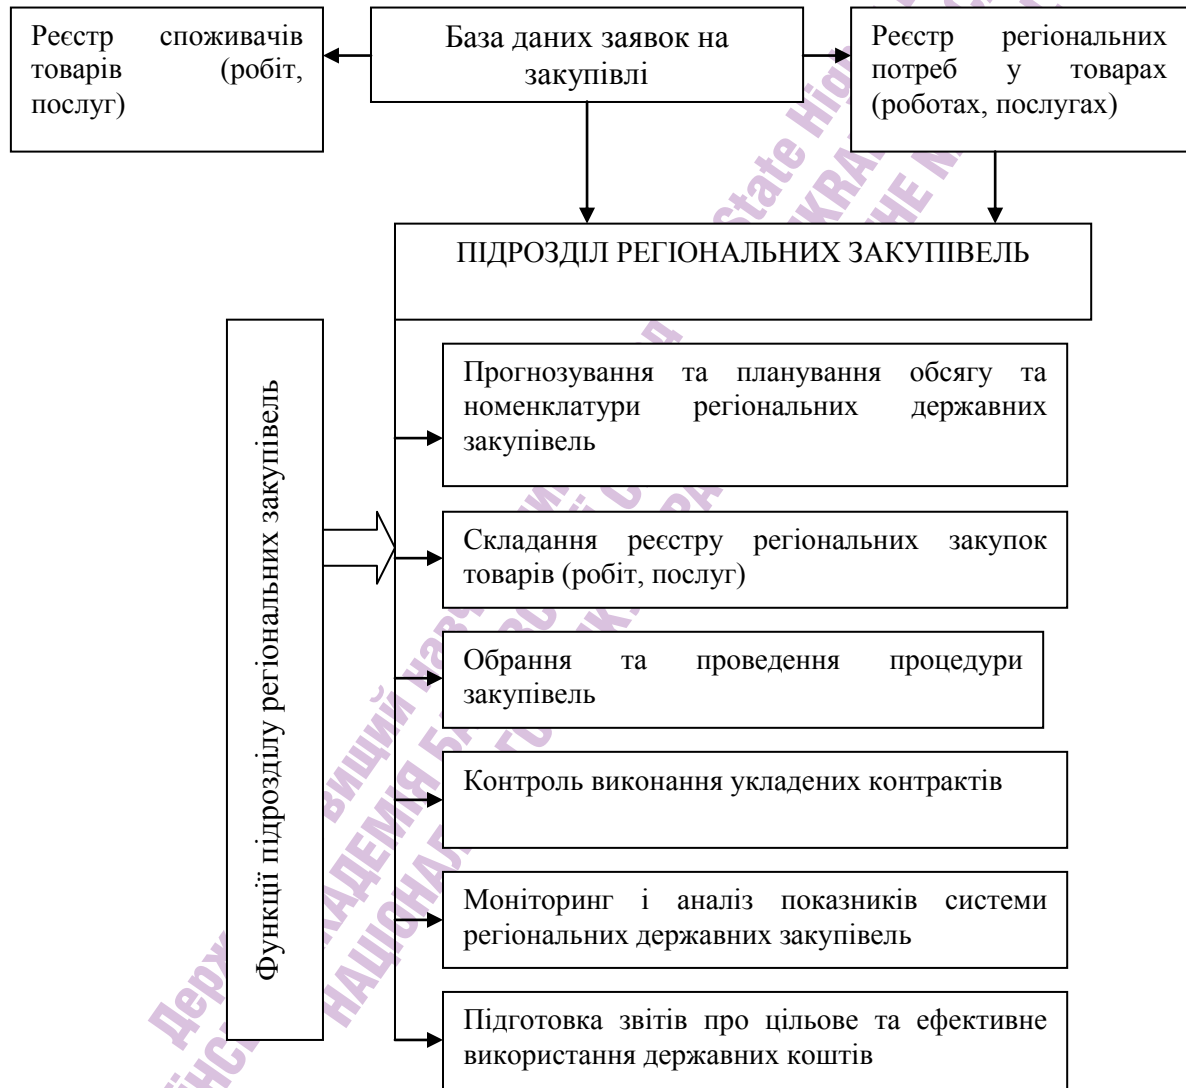 Реєстр споживачів
товарів (робіт,
послуг)
База даних заявок на
закупівлі
Реєстр регіональних
потреб у товарах
(роботах, послугах)
ПІДРОЗДІЛ РЕГІОНАЛЬНИХ ЗАКУПІВЕЛЬ
Функції підрозділу регіональних закупівель
Прогнозування та планування обсягу та
номенклатури регіональних державних
закупівель
Складання реєстру регіональних закупок
товарів (робіт, послуг)
Обрання та проведення процедури
закупівель
Контроль виконання укладених контрактів
Моніторинг і аналіз показників системи
регіональних державних закупівель
Підготовка звітів про цільове та ефективне
використання державних коштів
State